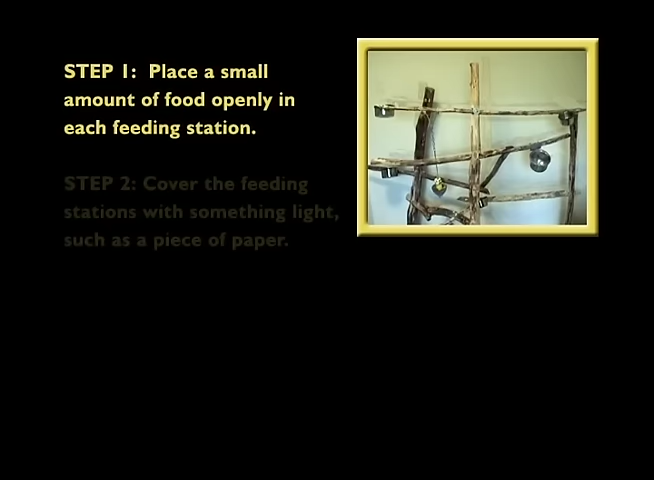 STEP 1: Place a small
amount of food openly in
each feeding station.
STEP 2: Cover the feeding
stations with something light,
such as a piece of paper.